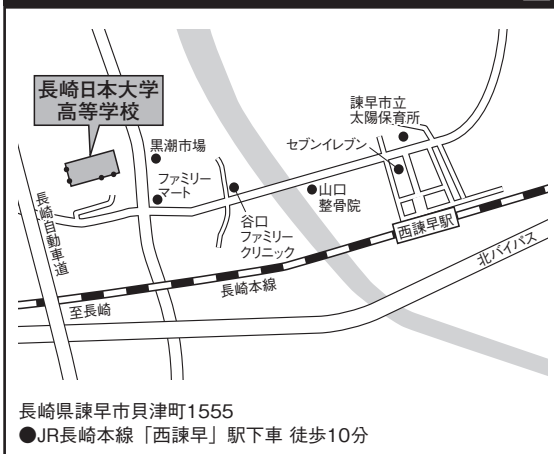 長崎日本大学
高等学校
黒潮市場
ファミリー
マート
谷口
ファミリー
クリニック
山口
整骨院
セブンイレブン
諫早市立
太陽保育所
西諫早駅
北バイパス
長崎本線
至長崎
長崎自動車道
長崎県諫早市貝津町1555
●JR長崎本線「西諫早」駅下車 徒歩10分